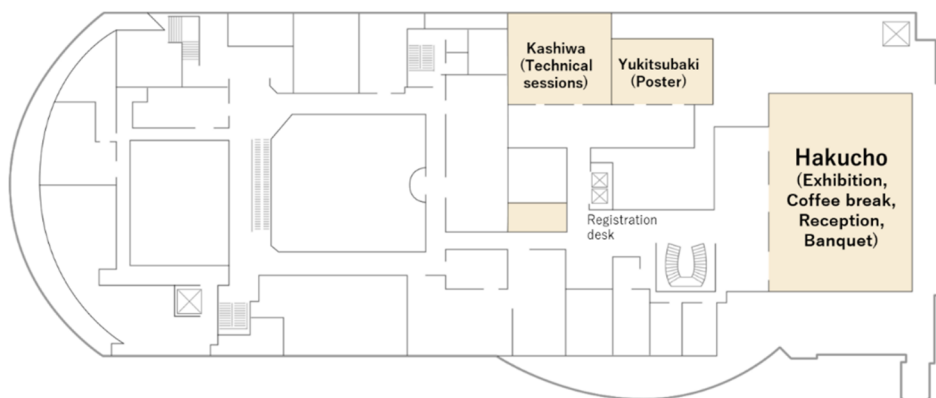 Kashiwa
(Technical
sessions)
Yukitsubaki
(Poster)
Hakucho
(Exhibition,
Coffee break,
Reception,
Banquet)
Registration
desk